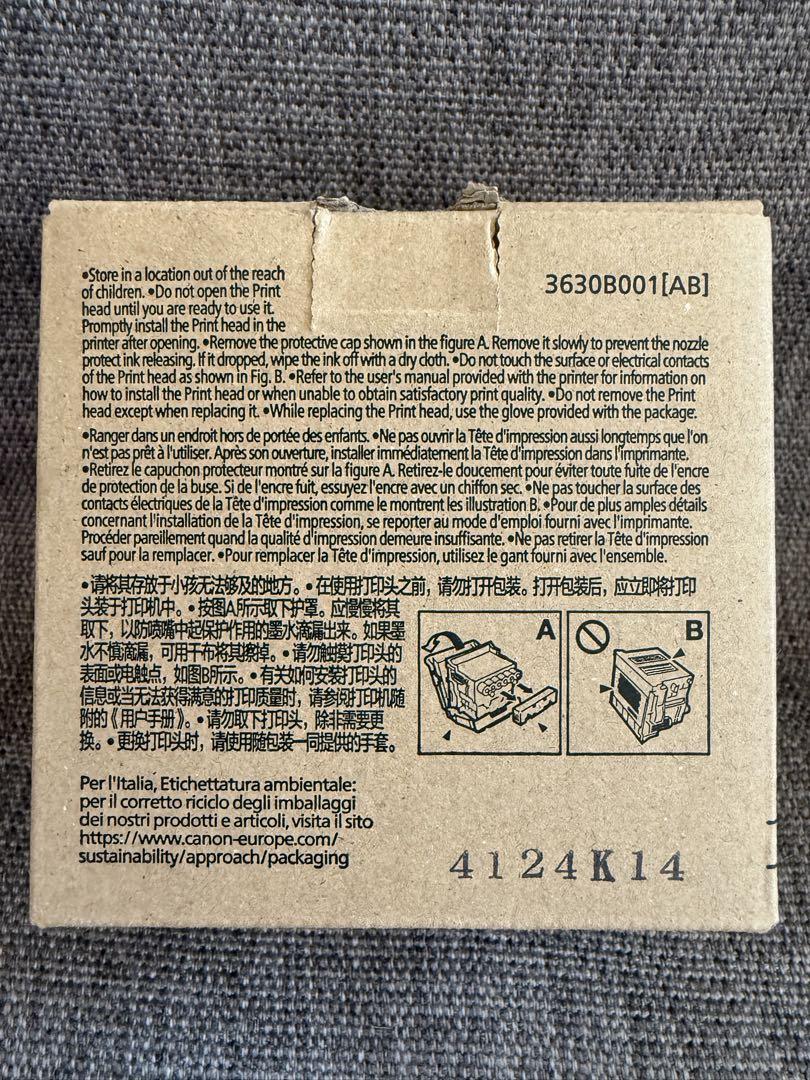 •Store in a location out of the reach
of children. •Do not open the Print
head until you are ready to use it.
Promptly install the Print head in the
printer after opening. •Remove the protective cap shown in the figure A. Remove it slowly to prevent the nozzle
protect ink releasing. If it dropped, wipe the ink off with a dry cloth. •Do not touch the surface or electrical contacts
of the Print head as shown in Fig. B. •Refer to the user's manual provided with the printer for information on
how to install the Print head or when unable to obtain satisfactory print quality. •Do not remove the Print
head except when replacing it. •While replacing the Print head, use the glove provided with the package.
3630B001[AB]
•Ranger dans un endroit hors de portée des enfants. •Ne pas ouvrir la Tête d'impression aussi longtemps que l'on
n'est pas prêt à l'utiliser. Après son ouverture, installer immédiatement la Tête d'impression dans l'imprimante.
•Retirez le capuchon protecteur montré sur la figure A. Retirez-le doucement pour éviter toute fuite de l'encre
de protection de la buse. Si de l'encre fuit, essuyez l'encre avec un chiffon sec. •Ne pas toucher la surface des
contacts électriques de la Tête d'impression comme le montrent les illustration B. •Pour de plus amples détails
concernant l'installation de la Tête d'impression, se reporter au mode d'emploi fourni avec l'imprimante.
Procéder pareillement quand la qualité d'impression demeure insuffisante. •Ne pas retirer la Tête d'impression
sauf pour la remplacer. •Pour remplacer la Tête d'impression, utilisez le gant fourni avec l'ensemble.
•请将其存放于小孩无法够及的地方。•在使用打印头之前，请勿打开包装。打开包装后，应立即将打印
头装于打印机中。•按图A所示取下护罩。应慢慢将其
取下，以防喷嘴中起保护作用的墨水滴漏出来。如果墨
水不慎滴漏，可用干布将其擦掉。•请勿触摸打印头的
表面或电触点，如图B所示。•有关如何安装打印头的
信息或当无法获得满意的打印质量时，请参阅打印机随
附的《用户手册》。•请勿取下打印头，除非需要更
换。•更换打印头时，请使用随包装一同提供的手套。
A
B
Per l'Italia, Etichettatura ambientale:
per il corretto riciclo degli imballaggi
dei nostri prodotti e articoli, visita il sito
https://www.canon-europe.com/
sustainability/approach/packaging
4124K14